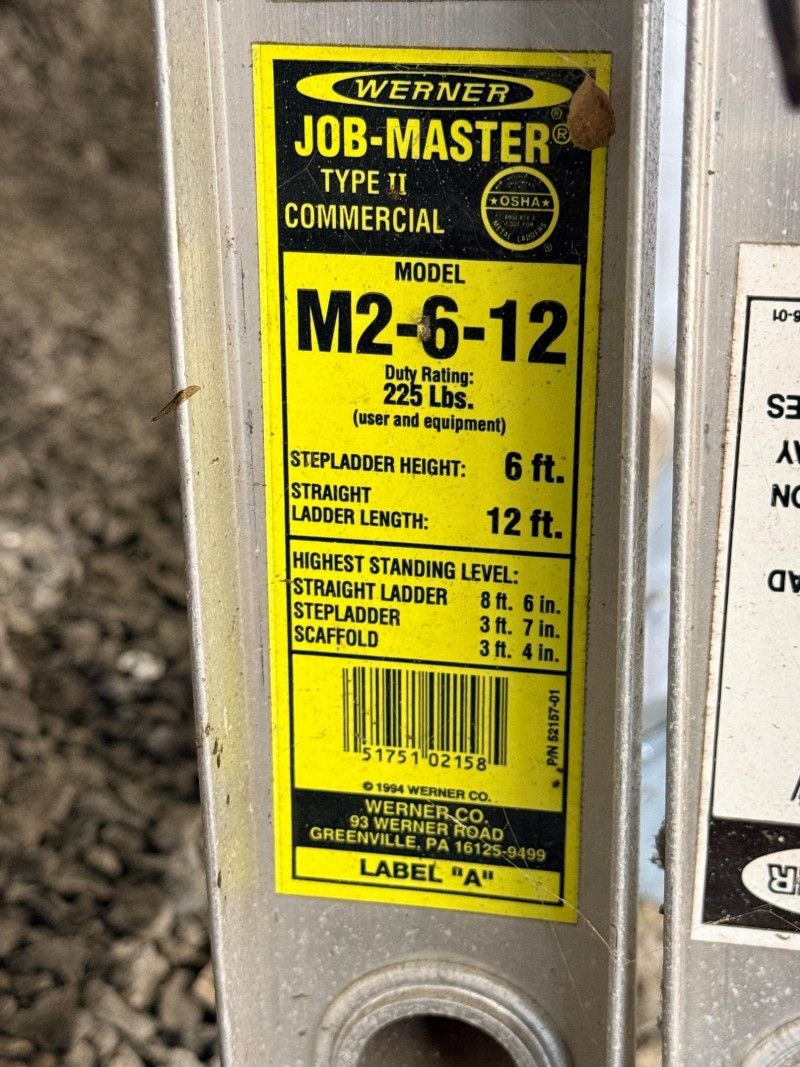 WERNER®
JOB-MASTER®
TYPE II
COMMERCIAL
★OSHA★
METAL LADDERS
®
MODEL
M2-6-12
Duty Rating:
225 Lbs.
(user and equipment)
STEPLADDER HEIGHT: 6 ft.
STRAIGHT
LADDER LENGTH: 12 ft.
HIGHEST STANDING LEVEL:
STRAIGHT LADDER 8 ft. 6 in.
STEPLADDER 3 ft. 7 in.
SCAFFOLD 3 ft. 4 in.
51751 02158
P/N 52157-01
© 1994 WERNER CO.
WERNER CO.
93 WERNER ROAD
GREENVILLE, PA 16125-9499
LABEL "A"